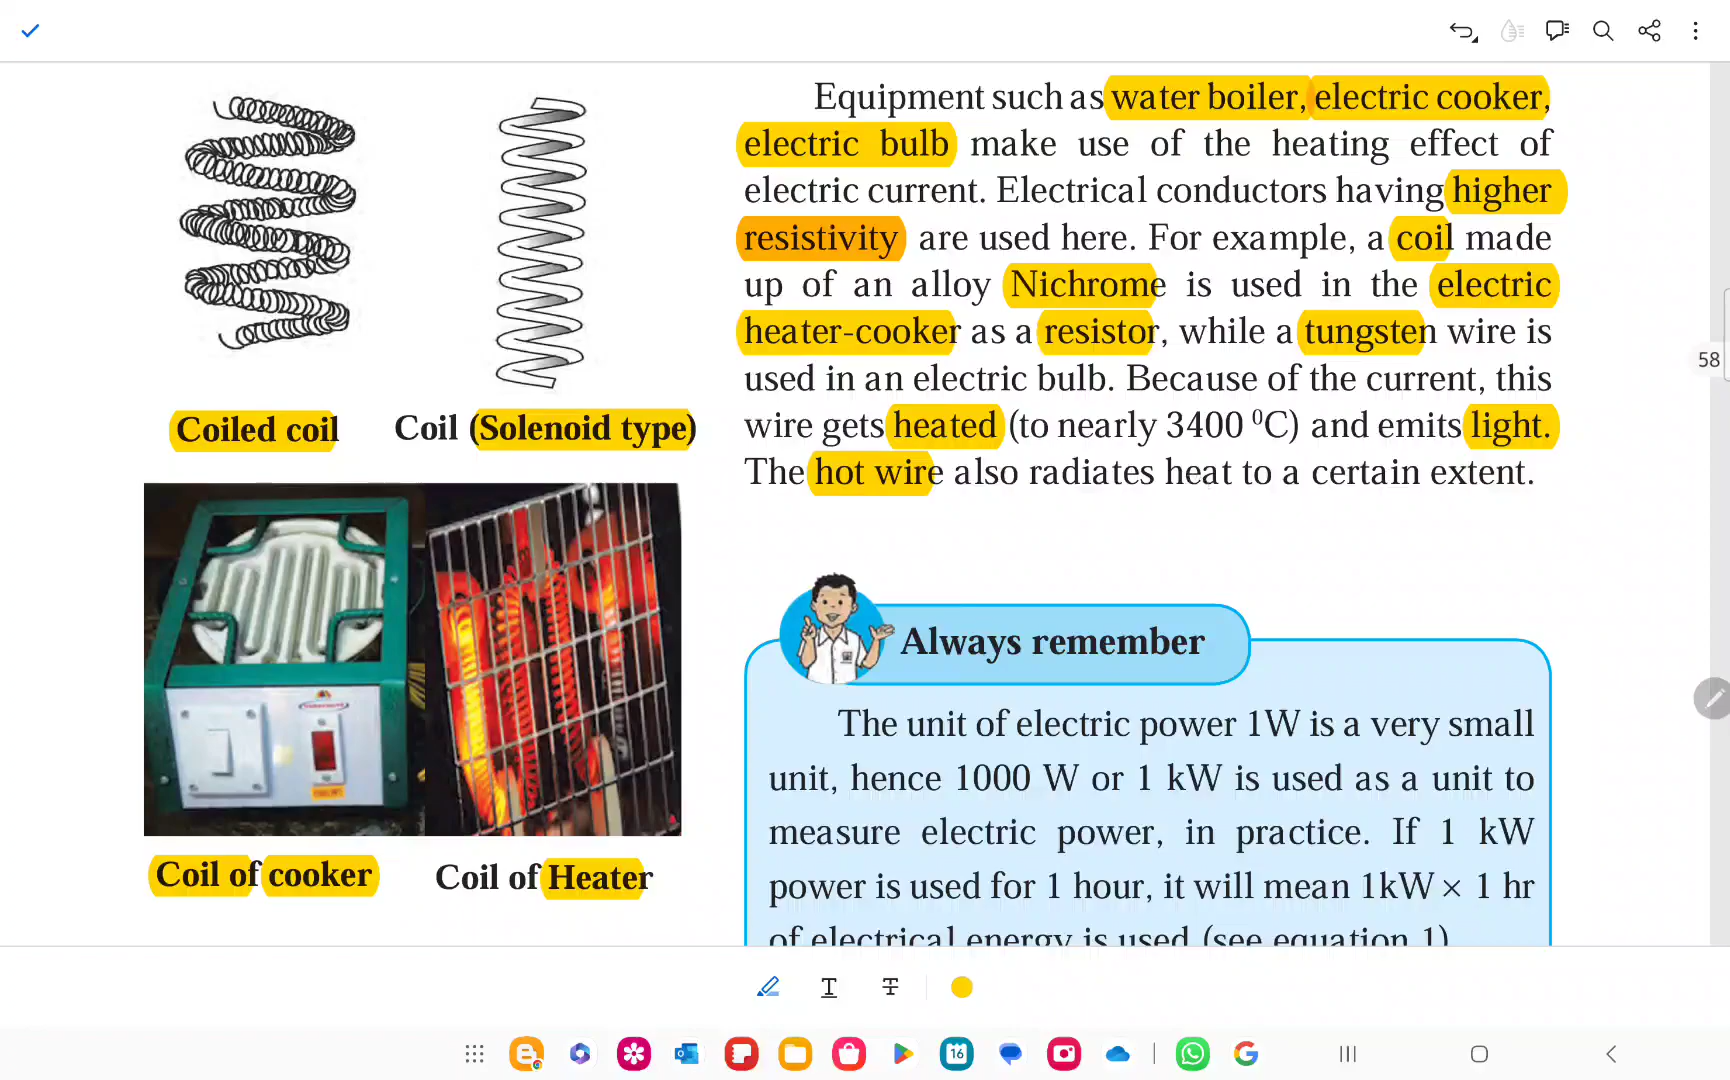 Equipment such as water boiler, electric cooker,
electric bulb make use of the heating effect of
electric current. Electrical conductors having higher
resistivity are used here. For example, a coil made
up of an alloy Nichrome is used in the electric
heater-cooker as a resistor, while a tungsten wire is
used in an electric bulb. Because of the current, this
wire gets heated (to nearly 3400 ⁰C) and emits light.
The hot wire also radiates heat to a certain extent.
Coiled coil
Coil (Solenoid type)
Coil of cooker
Coil of Heater
Always remember
The unit of electric power 1W is a very small
unit, hence 1000 W or 1 kW is used as a unit to
measure electric power, in practice. If 1 kW
power is used for 1 hour, it will mean 1kW × 1 hr
of electrical energy is used (see equation 1)
58
16